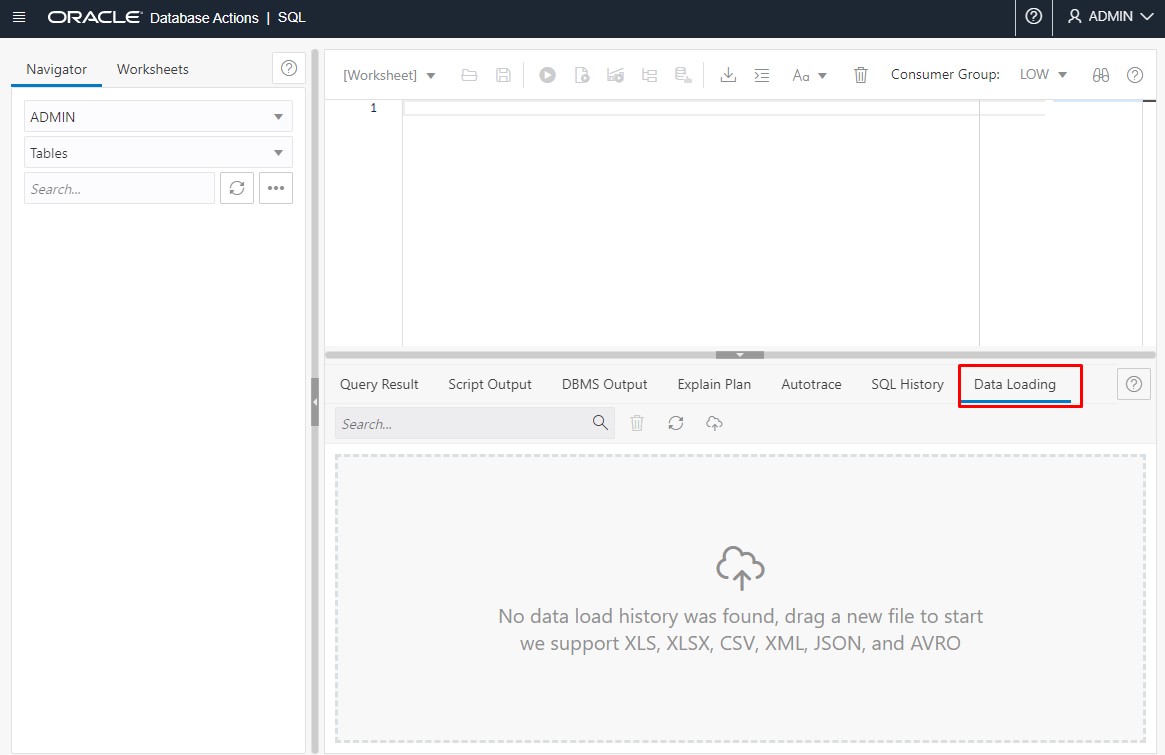 ORACLE Database Actions | SQL
ADMIN
Navigator
Worksheets
ADMIN
Tables
Search...
[Worksheet]
Aa
Consumer Group:
LOW
1
Query Result
Script Output
DBMS Output
Explain Plan
Autotrace
SQL History
Data Loading
Search...
No data load history was found, drag a new file to start
we support XLS, XLSX, CSV, XML, JSON, and AVRO